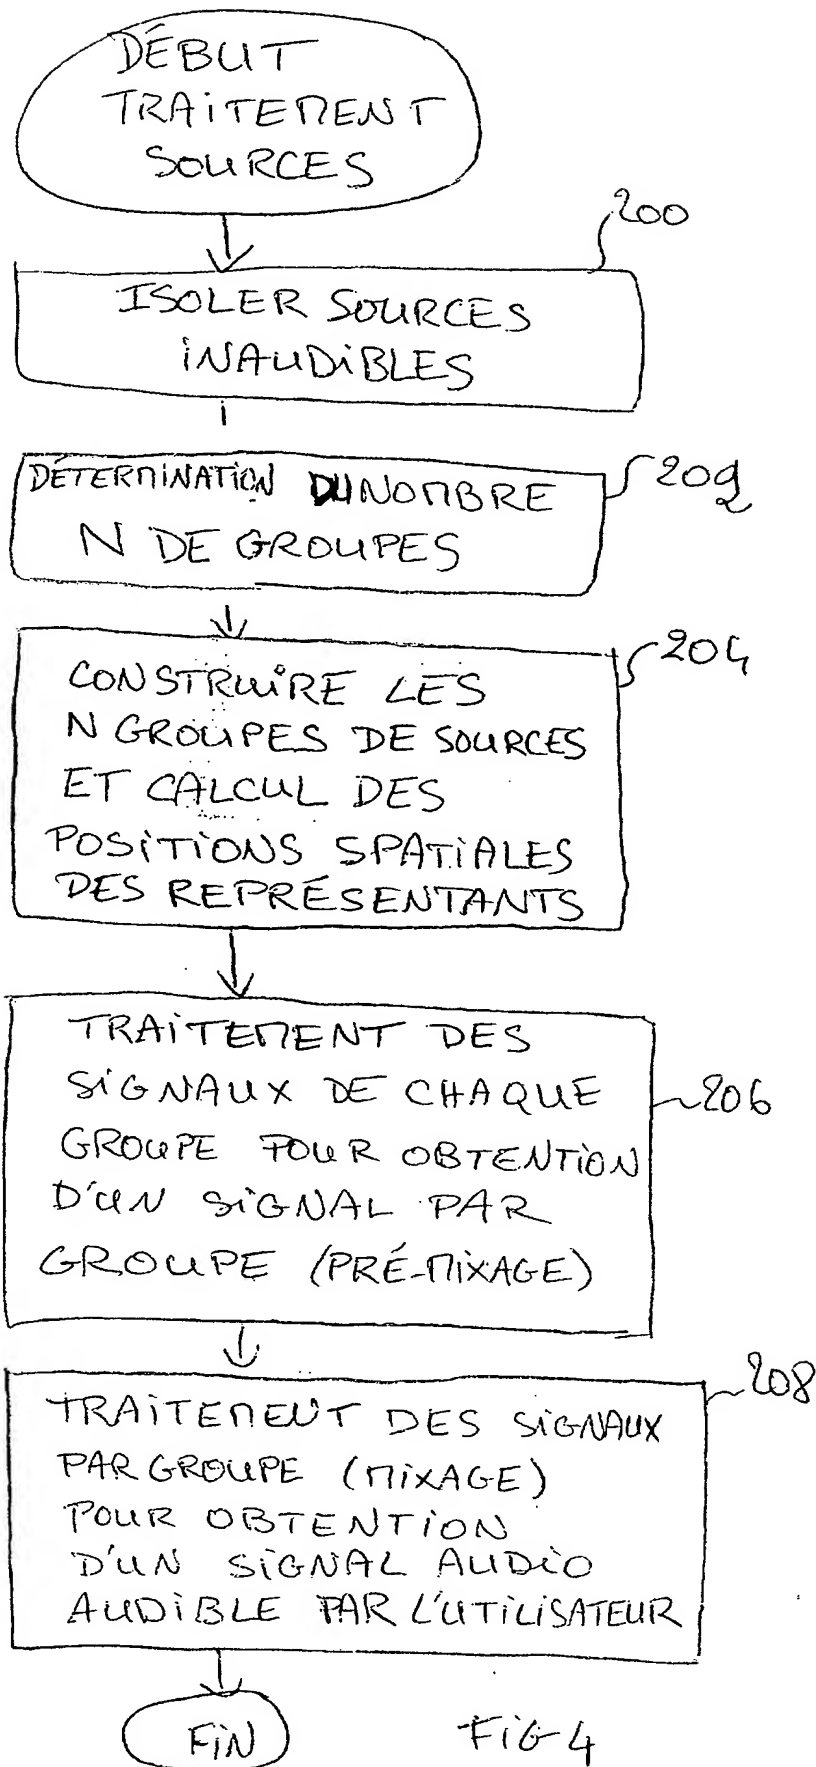 DÉBUT
TRAITEMENT
SOURCES
200
ISOLER SOURCES
INAUDIBLES
DÉTERMINATION DU NOMBRE
N DE GROUPES
202
CONSTRUIRE LES
N GROUPES DE SOURCES
ET CALCUL DES
POSITIONS SPATIALES
DES REPRÉSENTANTS
204
TRAITEMENT DES
SIGNAUX DE CHAQUE
GROUPE POUR OBTENTION
D'UN SIGNAL PAR
GROUPE (PRÉ-MIXAGE)
206
TRAITEMENT DES SIGNAUX
PAR GROUPE (MIXAGE)
POUR OBTENTION
D'UN SIGNAL AUDIO
AUDIBLE PAR L'UTILISATEUR
208
FIN
FIG 4